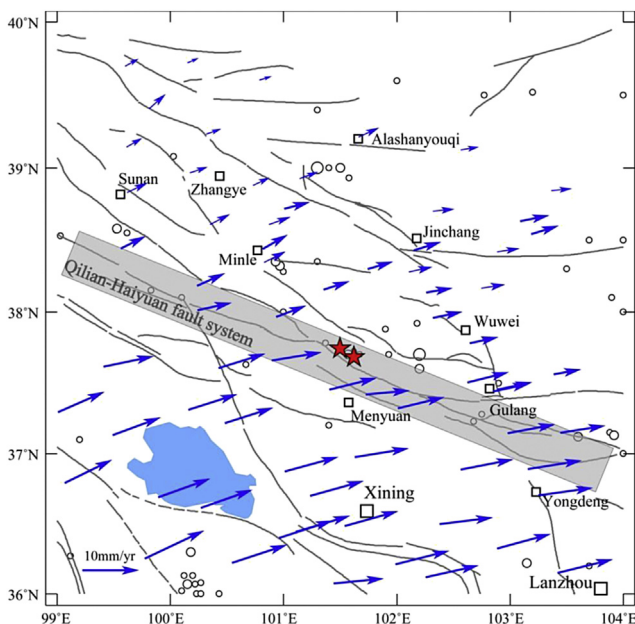 40°N
Alashanyouqi
39°N
Sunan
Zhangye
Jinchang
Minle
Qilian-Haiyuan fault system
38°N
Wuwei
Gulang
Menyuan
37°N
Xining
Yongdeng
10mm/yr
Lanzhou
36°N
99°E 100°E 101°E 102°E 103°E 104°E